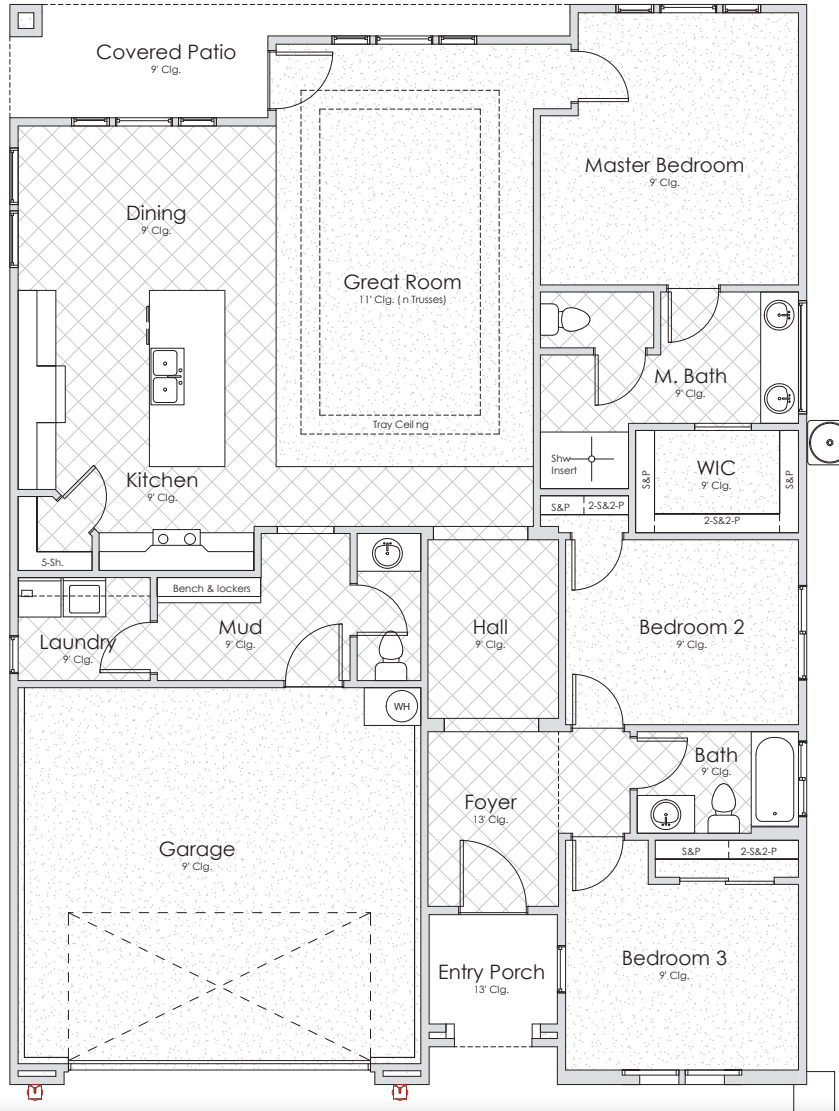 Covered Patio
9' Clg.
Dining
9' Clg.
Master Bedroom
9' Clg.
Great Room
11' Clg. ( n Trusses)
Tray Ceil ng
M. Bath
9' Clg.
Shw
Insert
S&P
WIC
9' Clg.
S&P
2-S&2-P
S&P
2-S&2-P
Kitchen
9' Clg.
5-Sh.
Bench & lockers
Laundry
9' Clg.
Mud
9' Clg.
Hall
9' Clg.
Bedroom 2
9' Clg.
WH
Bath
9' Clg.
Foyer
13' Clg.
Garage
9' Clg.
S&P
2-S&2-P
Entry Porch
13' Clg.
Bedroom 3
9' Clg.